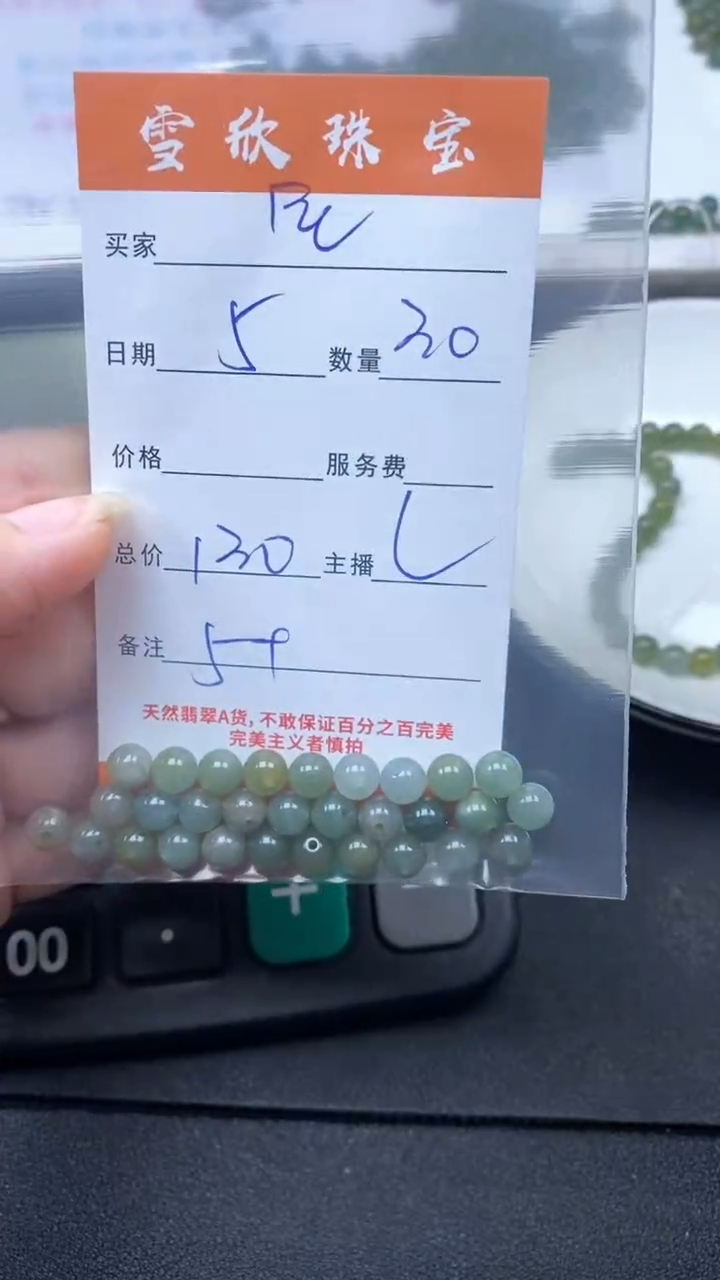 雪欣珠宝
买家
日期 5 数量 30
价格 服务费
总价 130 主播 L
备注 5
天然翡翠A货,不敢保证百分之百完美
完美主义者慎拍
00 · +